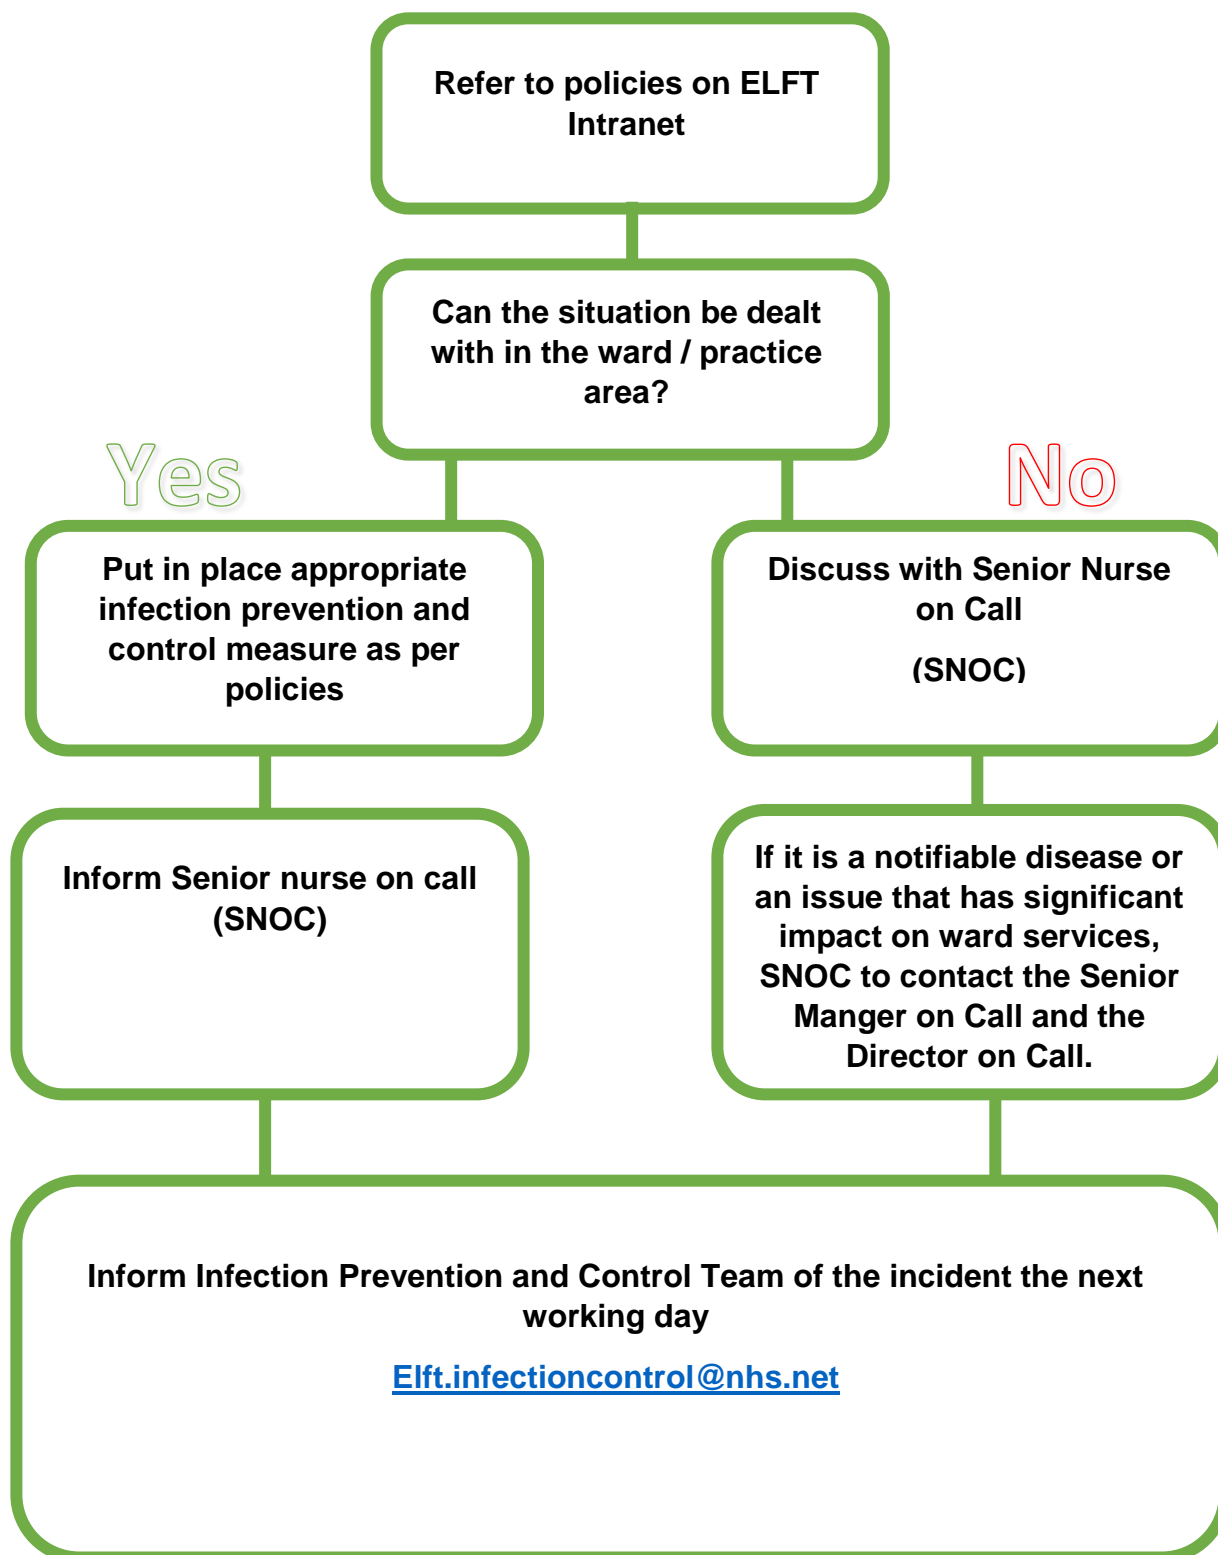 Refer to policies on ELFT
Intranet
Can the situation be dealt
with in the ward / practice
area?
Yes
No
Put in place appropriate
infection prevention and
control measure as per
policies
Discuss with Senior Nurse
on Call
(SNOC)
Inform Senior nurse on call
(SNOC)
If it is a notifiable disease or
an issue that has significant
impact on ward services,
SNOC to contact the Senior
Manger on Call and the
Director on Call.
Inform Infection Prevention and Control Team of the incident the next
working day
Elft.infectioncontrol@nhs.net